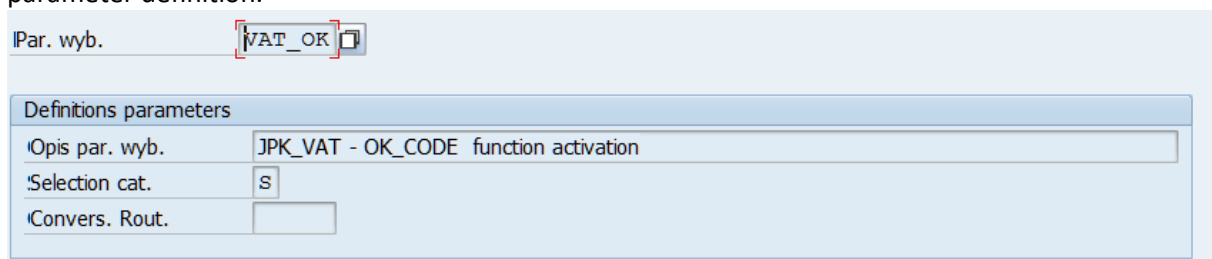 Par. wyb. VAT_OK
Definitions parameters
Opis par. wyb. JPK_VAT - OK_CODE function activation
Selection cat. S
Convers. Rout.